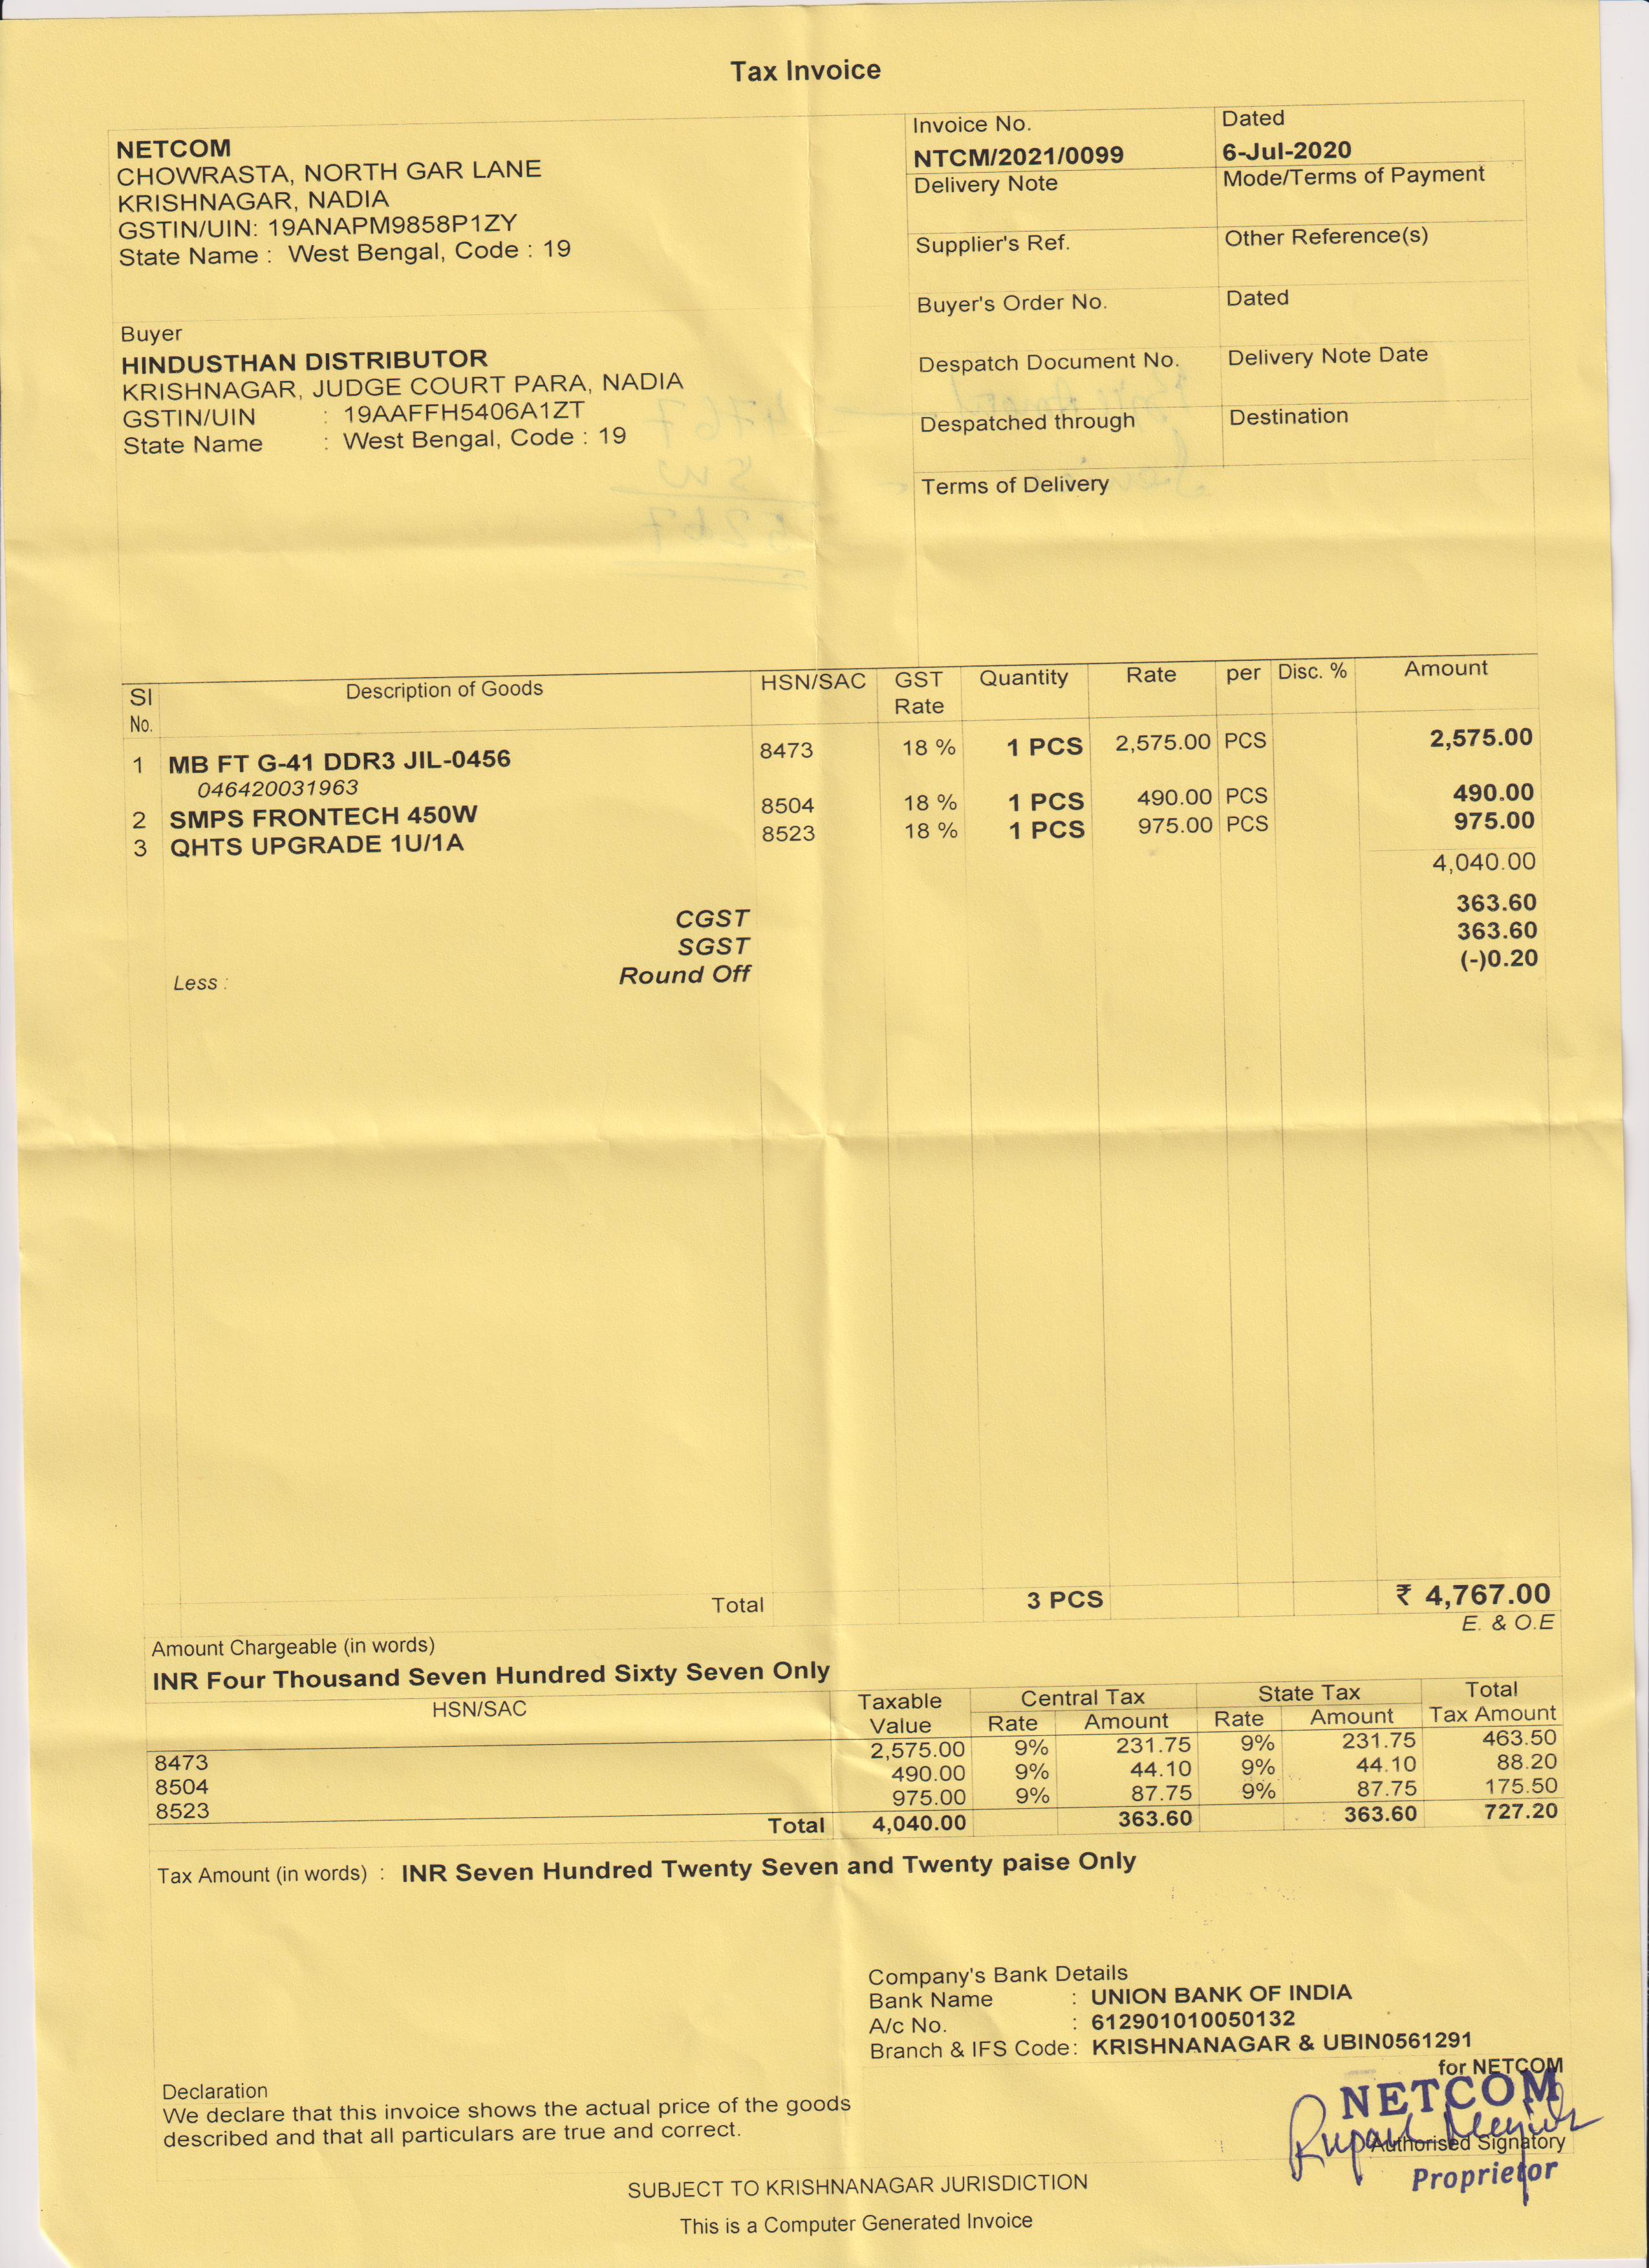 Tax Invoice
NETCOM
CHOWRASTA, NORTH GAR LANE
KRISHNAGAR, NADIA
GSTIN/UIN: 19ANAPM9858P1ZY
State Name : West Bengal, Code : 19
Invoice No.
NTCM/2021/0099
Dated
6-Jul-2020
Delivery Note
Mode/Terms of Payment
Supplier's Ref.
Other Reference(s)
Buyer's Order No.
Dated
Despatch Document No.
Delivery Note Date
Despatched through
Destination
Terms of Delivery
Buyer
HINDUSTHAN DISTRIBUTOR
KRISHNAGAR, JUDGE COURT PARA, NADIA
GSTIN/UIN : 19AAFFH5406A1ZT
State Name : West Bengal, Code : 19
4767
5267
Sl No. Description of Goods HSN/SAC GST Rate Quantity Rate per Disc. % Amount
1 MB FT G-41 DDR3 JIL-0456 8473 18 % 1 PCS 2,575.00 PCS 2,575.00
046420031963
2 SMPS FRONTECH 450W 8504 18 % 1 PCS 490.00 PCS 490.00
3 QHTS UPGRADE 1U/1A 8523 18 % 1 PCS 975.00 PCS 975.00
4,040.00
CGST 363.60
SGST 363.60
Less : Round Off (-)0.20
Total 3 PCS ₹ 4,767.00
E. & O.E
Amount Chargeable (in words)
INR Four Thousand Seven Hundred Sixty Seven Only
HSN/SAC Taxable Value Central Tax Rate Amount State Tax Rate Amount Total Tax Amount
8473 2,575.00 9% 231.75 9% 231.75 463.50
8504 490.00 9% 44.10 9% 44.10 88.20
8523 975.00 9% 87.75 9% 87.75 175.50
Total 4,040.00 363.60 363.60 727.20
Tax Amount (in words) : INR Seven Hundred Twenty Seven and Twenty paise Only
Company's Bank Details
Bank Name : UNION BANK OF INDIA
A/c No. : 612901010050132
Branch & IFS Code : KRISHNANAGAR & UBIN0561291
for NETCOM
NETCOM
Authorised Signatory
Proprietor
Declaration
We declare that this invoice shows the actual price of the goods
described and that all particulars are true and correct.
SUBJECT TO KRISHNANAGAR JURISDICTION
This is a Computer Generated Invoice